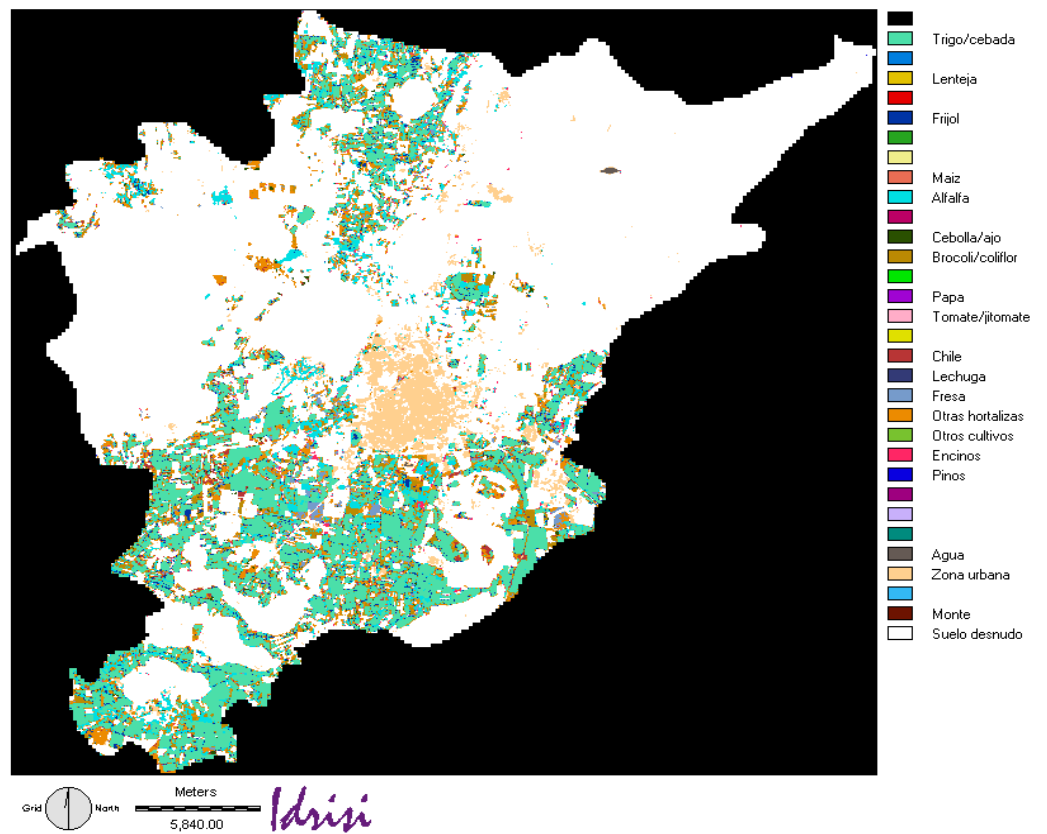 Trigo/cebada
Lenteja
Frijol
Maiz
Alfalfa
Cebolla/ajo
Brocoli/coliflor
Papa
Tomate/jitomate
Chile
Lechuga
Fresa
Otras hortalizas
Otros cultivos
Encinos
Pinos
Agua
Zona urbana
Monte
Suelo desnudo
Grid North
Meters
5,840.00
Idrisi